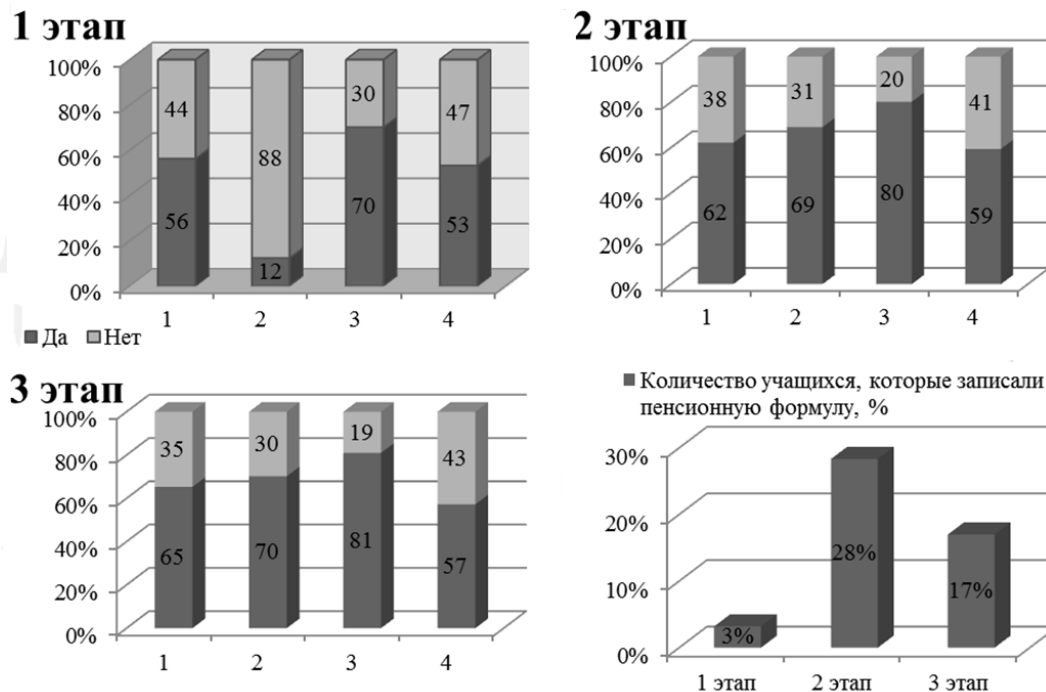 1 этап
100%
80%
60%
40%
20%
0%
44 88 30 47
56 12 70 53
1 2 3 4
Да Нет
2 этап
100%
80%
60%
40%
20%
0%
38 31 20 41
62 69 80 59
1 2 3 4
3 этап
100%
80%
60%
40%
20%
0%
35 30 19 43
65 70 81 57
1 2 3 4
Количество учащихся, которые записали
пенсионную формулу, %
30%
20%
10%
0%
3% 28% 17%
1 этап 2 этап 3 этап